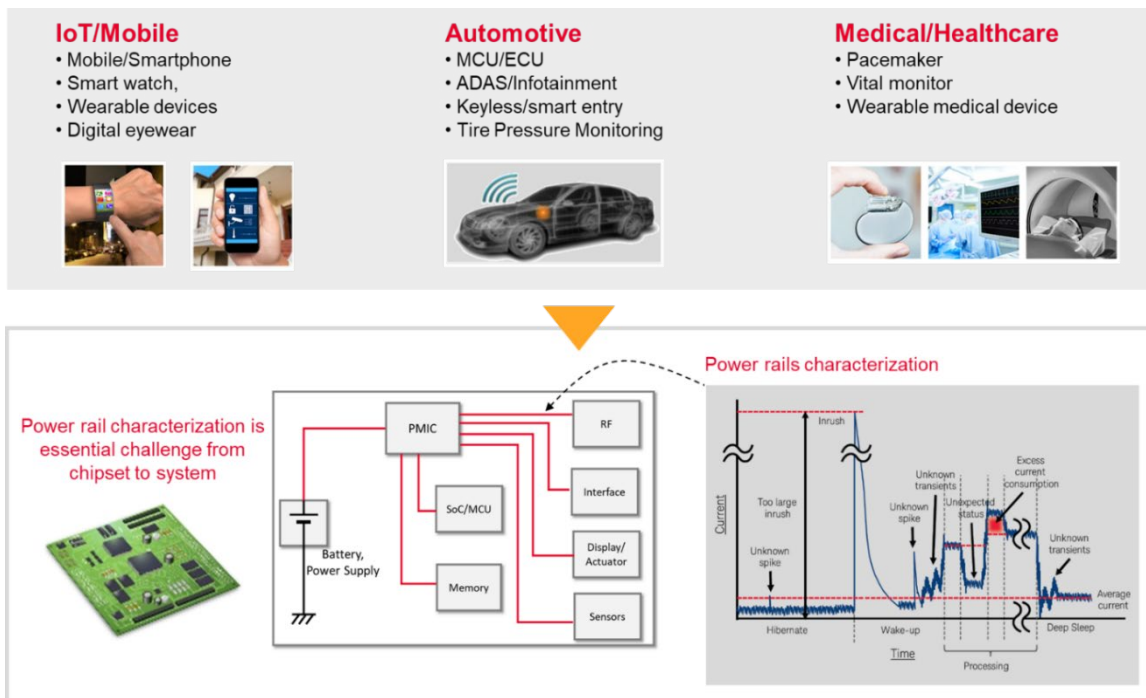 IoT/Mobile
• Mobile/Smartphone
• Smart watch,
• Wearable devices
• Digital eyewear
Automotive
• MCU/ECU
• ADAS/Infotainment
• Keyless/smart entry
• Tire Pressure Monitoring
Medical/Healthcare
• Pacemaker
• Vital monitor
• Wearable medical device
Power rail characterization is
essential challenge from
chipset to system
PMIC
RF
Interface
SoC/MCU
Display/
Actuator
Battery,
Power Supply
Memory
Sensors
Power rails characterization
Current
Inrush
Too large
inrush
Unknown
spike
Unknown
spike
Unknown
transients
Unexpected
status
Excess
current
consumption
Unknown
transients
Average
current
Hibernate
Wake-up
Deep Sleep
Time
Processing